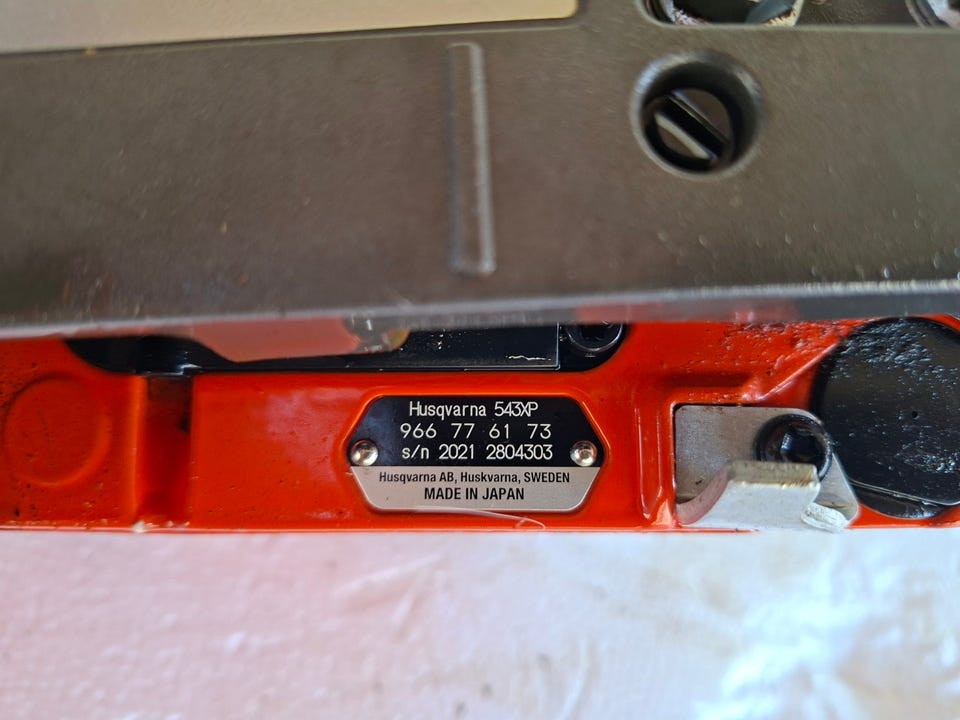 Husqvarna 543XP
966 77 61 73
s/n 2021 2804303
Husqvarna AB, Huskvarna, SWEDEN
MADE IN JAPAN